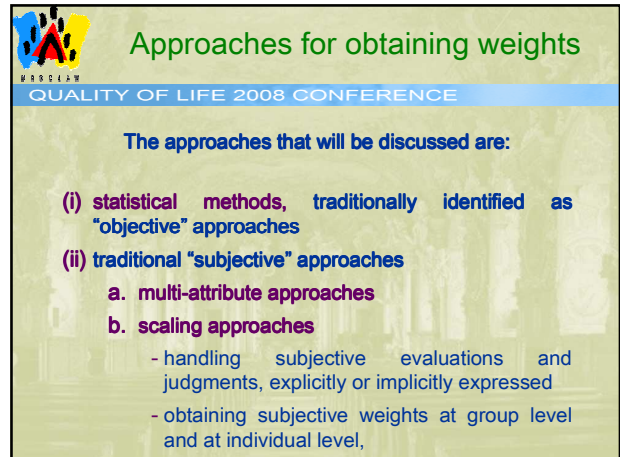 Approaches for obtaining weights
WROCŁAW
QUALITY OF LIFE 2008 CONFERENCE
The approaches that will be discussed are:
(i) statistical methods, traditionally identified as
“objective” approaches
(ii) traditional “subjective” approaches
a. multi-attribute approaches
b. scaling approaches
- handling subjective evaluations and
judgments, explicitly or implicitly expressed
- obtaining subjective weights at group level
and at individual level,